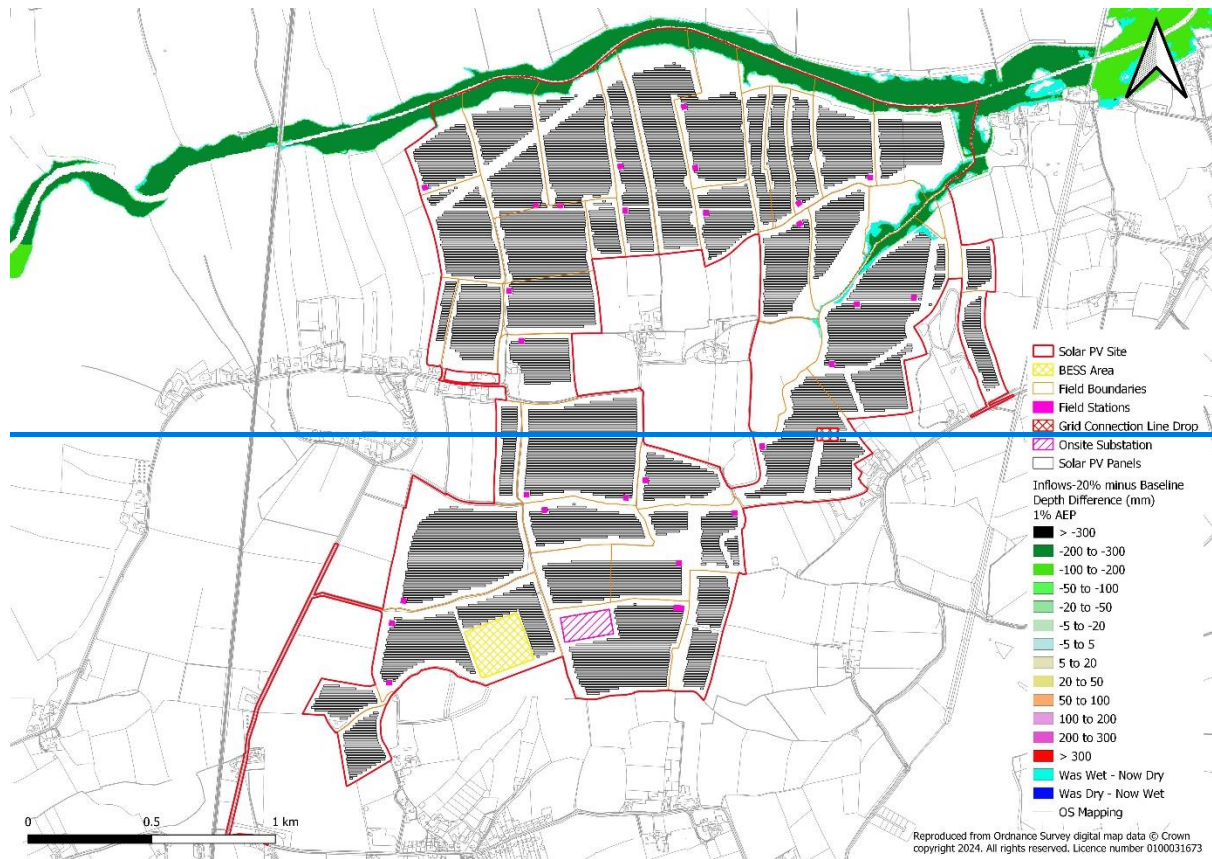 Solar PV Site
BESS Area
Field Boundaries
Field Stations
Grid Connection Line Drop
Onsite Substation
Solar PV Panels
Inflows-20% minus Baseline
Depth Difference (mm)
1% AEP
> -300
-200 to -300
-100 to -200
-50 to -100
-20 to -50
-5 to -20
-5 to 5
5 to 20
20 to 50
50 to 100
100 to 200
200 to 300
> 300
Was Wet - Now Dry
Was Dry - Now Wet
OS Mapping
0 0.5 1 km
Reproduced from Ordnance Survey digital map data © Crown
copyright 2024. All rights reserved. Licence number 0100031673